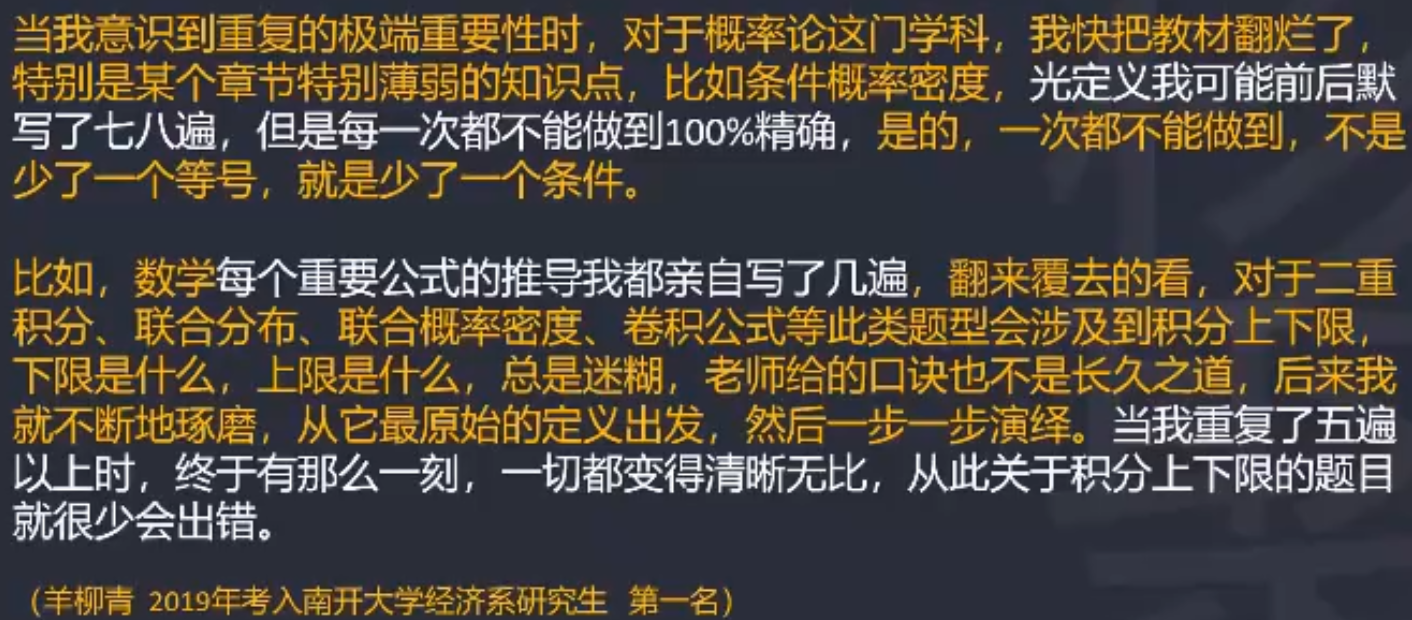 当我意识到重复的极端重要性时，对于概率论这门学科，我快把教材翻烂了，
特别是某个章节特别薄弱的知识点，比如条件概率密度，光定义我可能前后默
写了七八遍，但是每一次都不能做到100%精确，是的，一次都不能做到，不是
少了一个等号，就是少了一个条件。
比如，数学每个重要公式的推导我都亲自写了几遍，翻来覆去的看，对于二重
积分、联合分布、联合概率密度、卷积公式等此类题型会涉及到积分上下限，
下限是什么，上限是什么，总是迷糊，老师给的口诀也不是长久之道，后来我
就不断地琢磨，从它最原始的定义出发，然后一步一步演绎。当我重复了五遍
以上时，终于有那么一刻，一切都变得清晰无比，从此关于积分上下限的题目
就很少会出错。
（羊柳青 2019年考入南开大学经济系研究生 第一名）